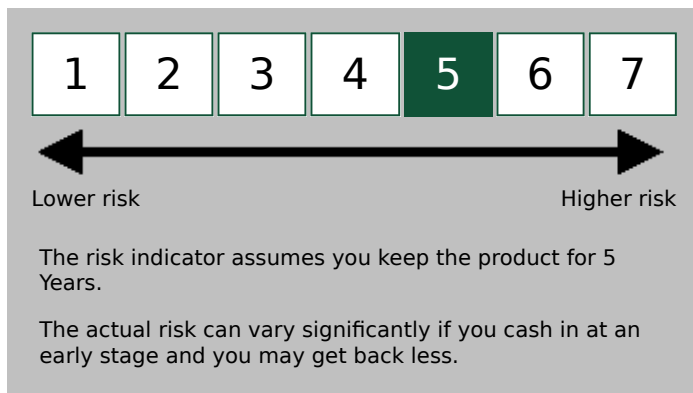 1 2 3 4 5 6 7
Lower risk Higher risk
The risk indicator assumes you keep the product for 5
Years.
The actual risk can vary significantly if you cash in at an
early stage and you may get back less.